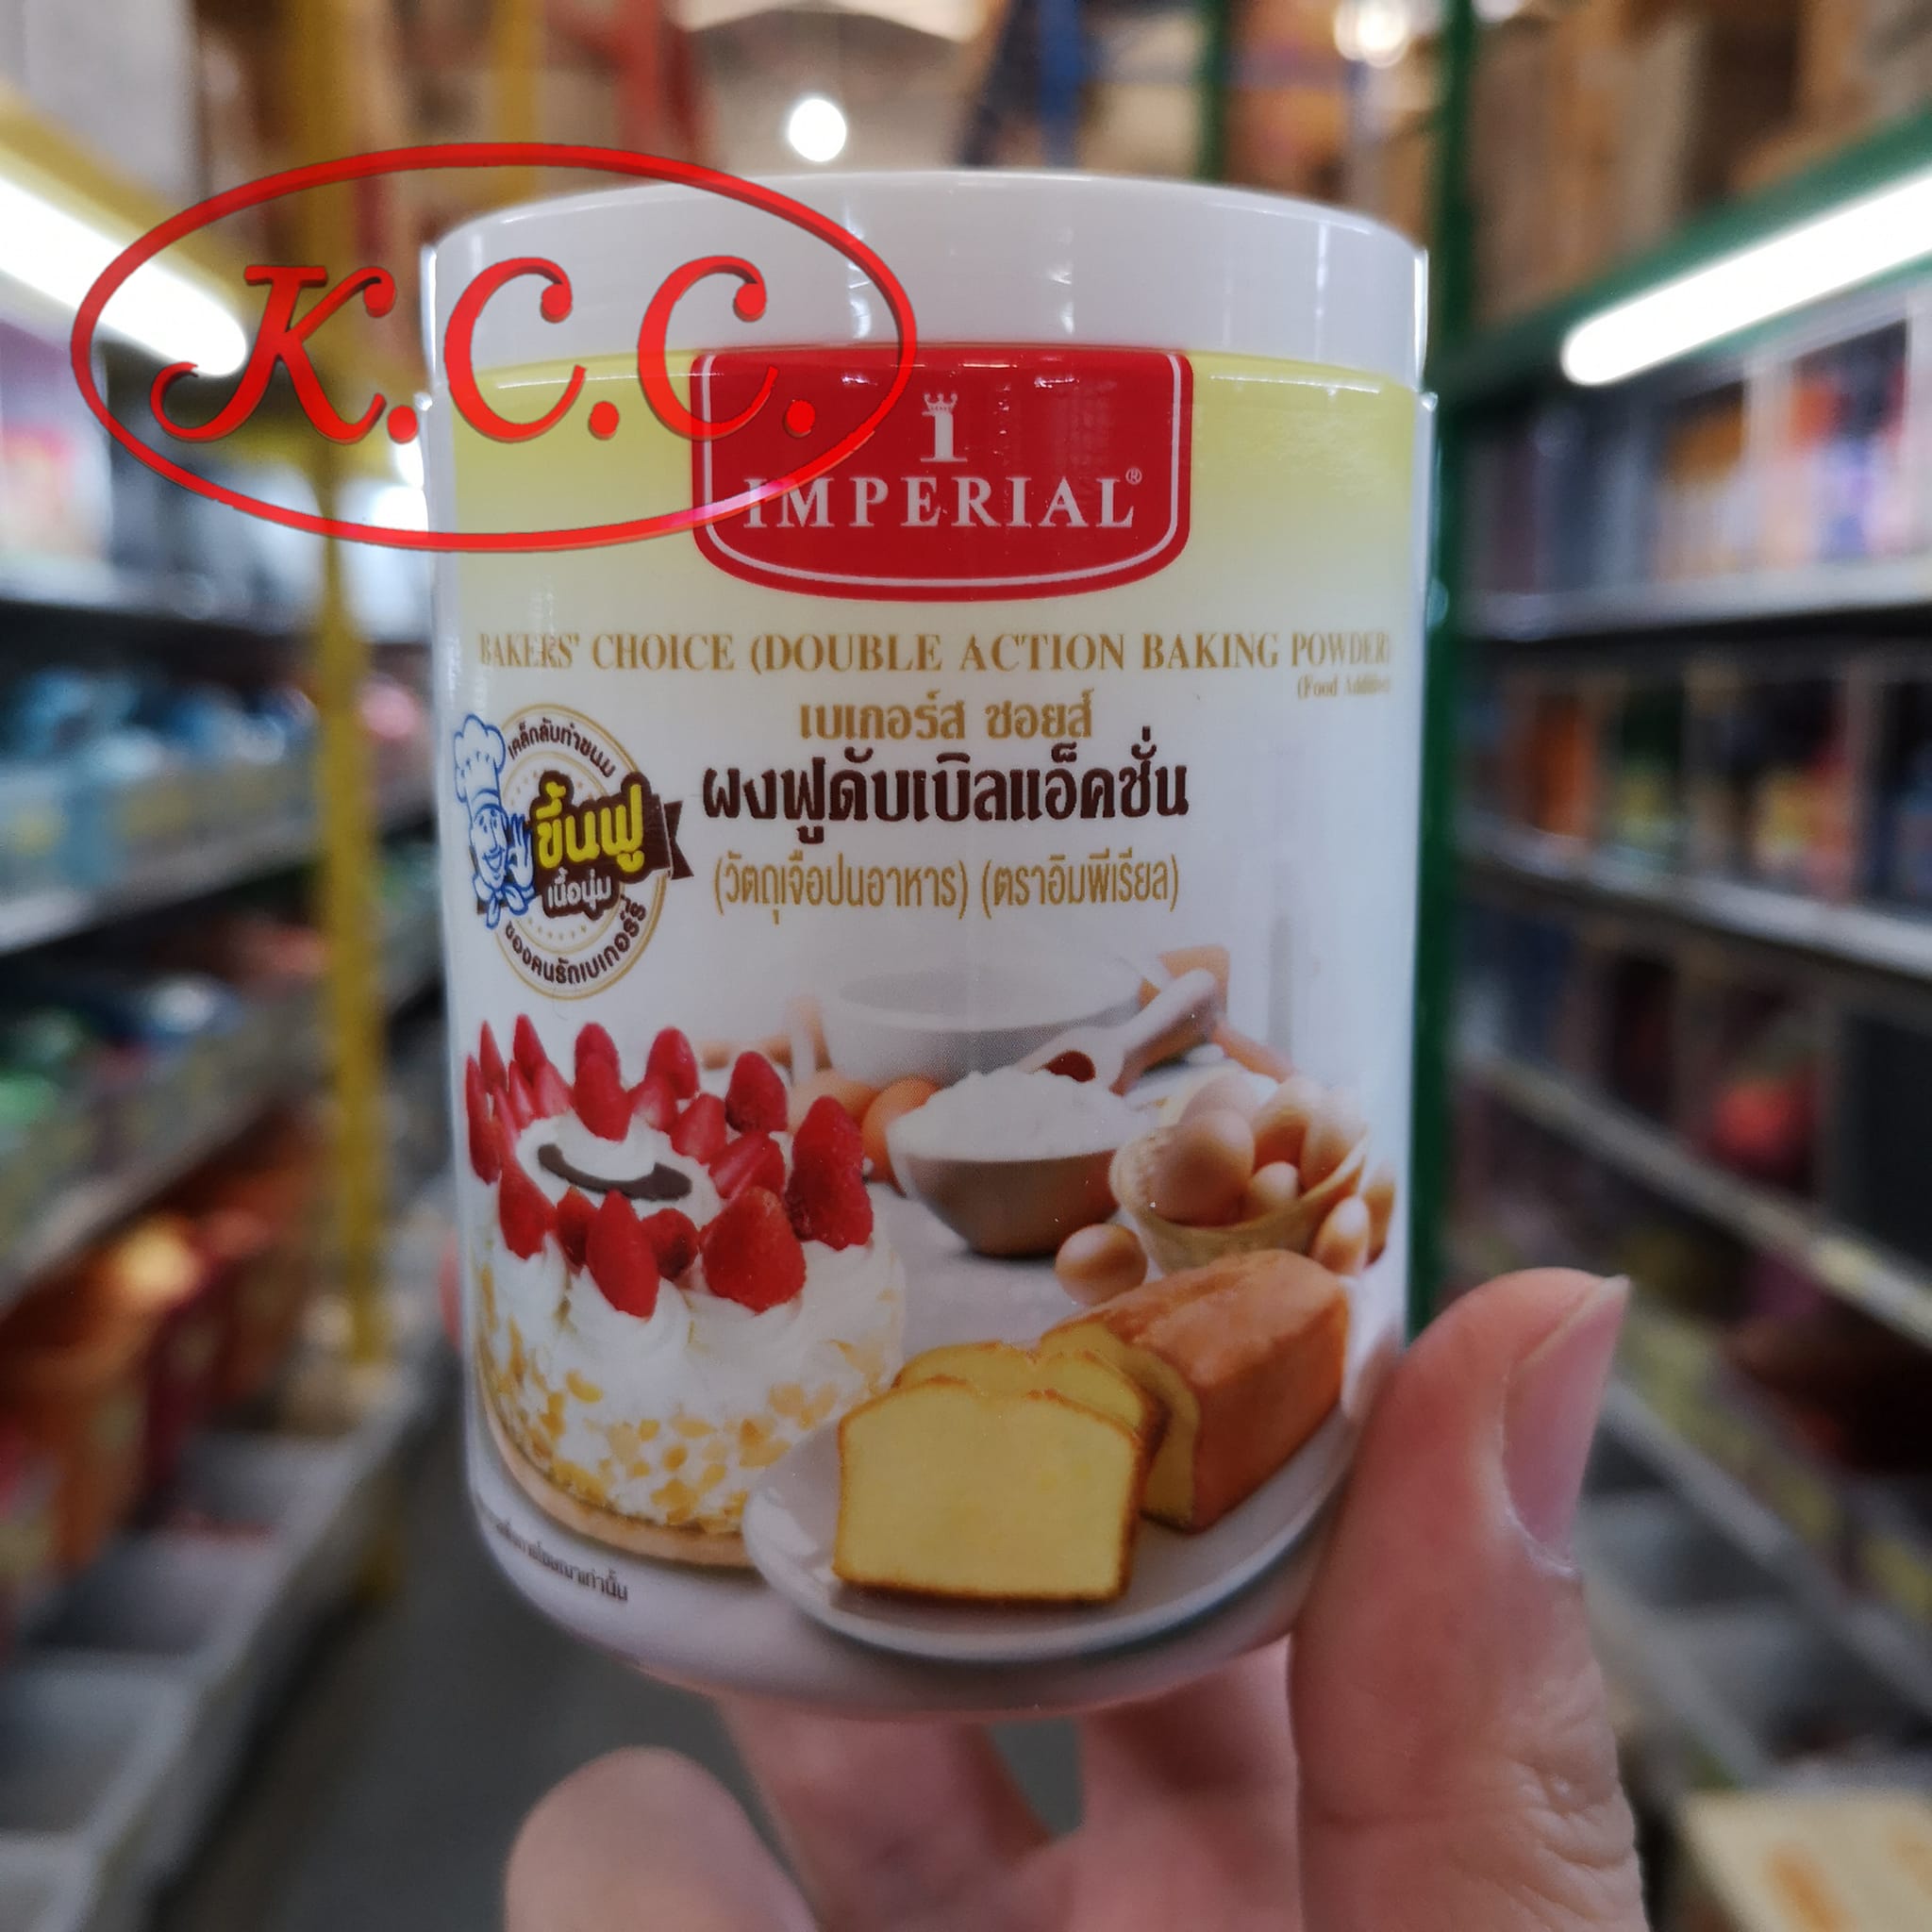 K.C.C.
1
IMPERIAL®
BAKERS' CHOICE (DOUBLE ACTION BAKING POWDER)
(Food Additive)
เบเกอร์ส ชอยส์
ผงฟูดับเบิลแอ็คชั่น
(วัตถุเจือปนอาหาร) (ตราอิมพีเรียล)
เคล็กลับทำขนม
ขึ้นฟู
เนื้อนุ่ม
ของคนรักเบเกอรี่